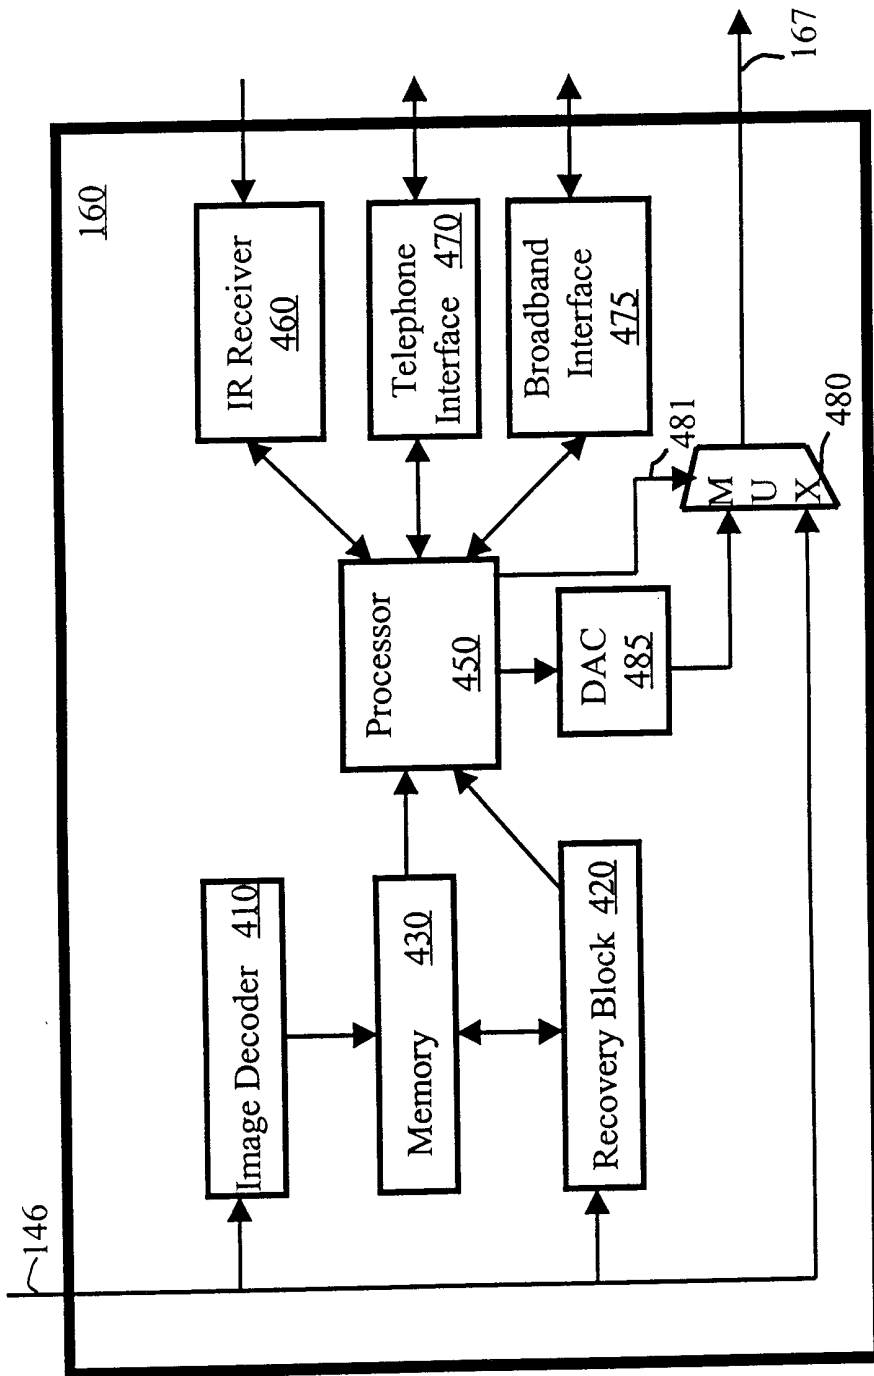 146
160
Image Decoder 410
Memory 430
Recovery Block 420
Processor
450
DAC
485
IR Receiver
460
Telephone
Interface 470
Broadband
Interface
475
481
M
U
X
480
167